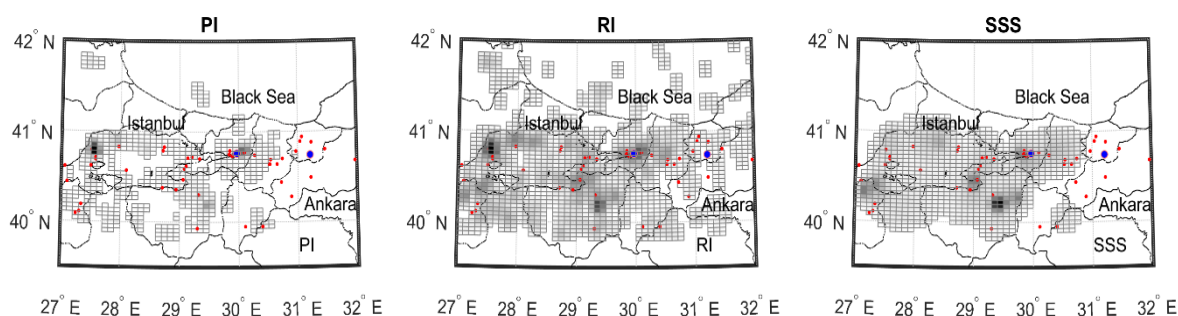 PI
42° N
41° N
40° N
Black Sea
Istanbul
Ankara
PI
27° E
28° E
29° E
30° E
31° E
32° E
RI
42° N
41° N
40° N
Black Sea
Istanbul
Ankara
RI
27° E
28° E
29° E
30° E
31° E
32° E
SSS
42° N
41° N
40° N
Black Sea
Istanbul
Ankara
SSS
27° E
28° E
29° E
30° E
31° E
32° E